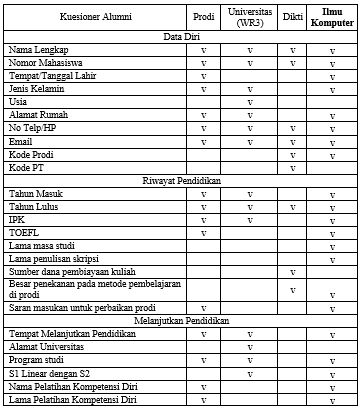 Kuesioner Alumni Prodi Universitas (WR3) Dikti Ilmu Komputer
Data Diri
Nama Lengkap v v v v
Nomor Mahasiswa v v v v
Tempat/Tanggal Lahir v v
Jenis Kelamin v v v
Usia v
Alamat Rumah v v v
No Telp/HP v v v v
Email v v v v
Kode Prodi v v
Kode PT v
Riwayat Pendidikan
Tahun Masuk v v v
Tahun Lulus v v v v
IPK v v v
TOEFL v v
Lama masa studi v
Lama penulisan skripsi v
Sumber dana pembiayaan kuliah v
Besar penekanan pada metode pembelajaran
di prodi v v
Saran masukan untuk perbaikan prodi v v
Melanjutkan Pendidikan
Tempat Melanjutkan Pendidikan v v v
Alamat Universitas v
Program studi v v v
S1 Linear dengan S2 v v
Nama Pelatihan Kompetensi Diri v v
Lama Pelatihan Kompetensi Diri v v